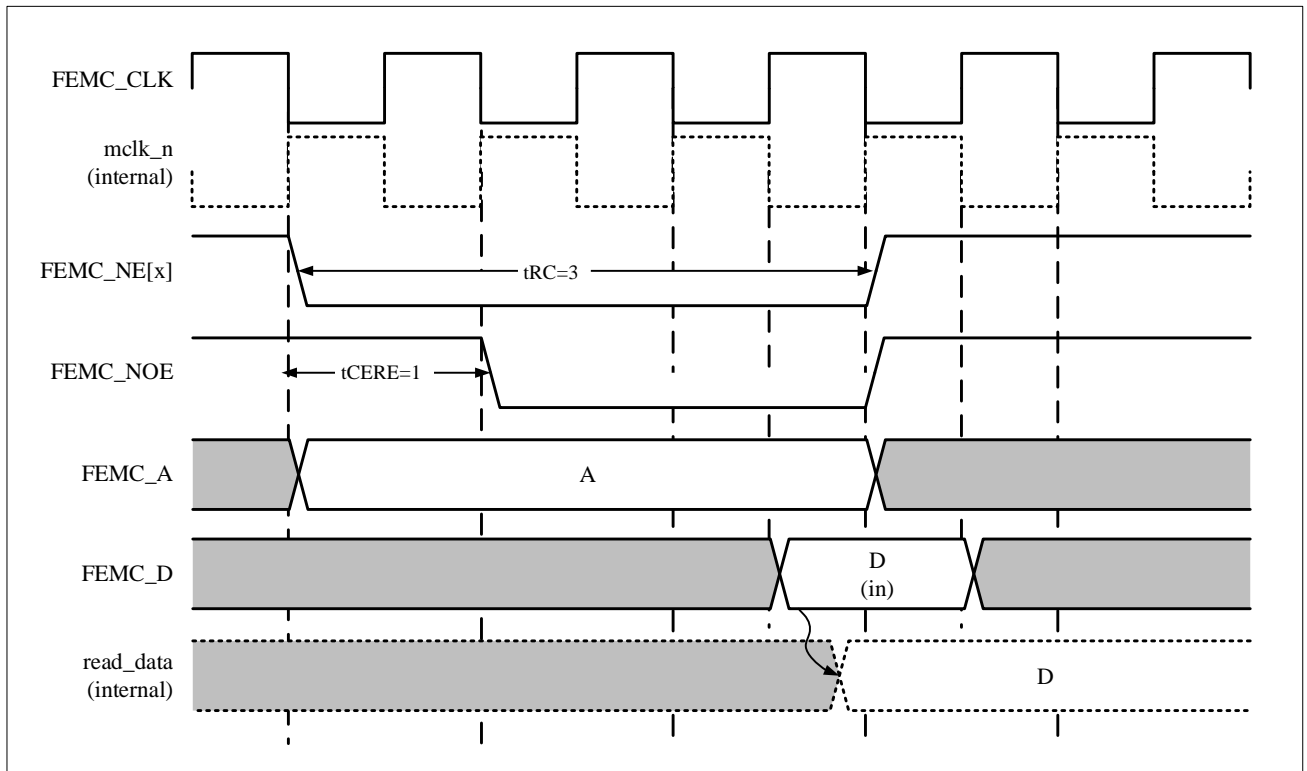 FEMC_CLK
mclk_n
(internal)
FEMC_NE[x]
tRC=3
FEMC_NOE
tCERE=1
FEMC_A
A
FEMC_D
D
(in)
read_data
(internal)
D